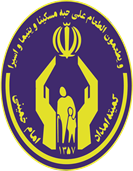 و یطعمون الطعام علی حبه مسکینا و یتیما و اسیرا
کمیته امداد
امام خمینی
۱۳۵۷